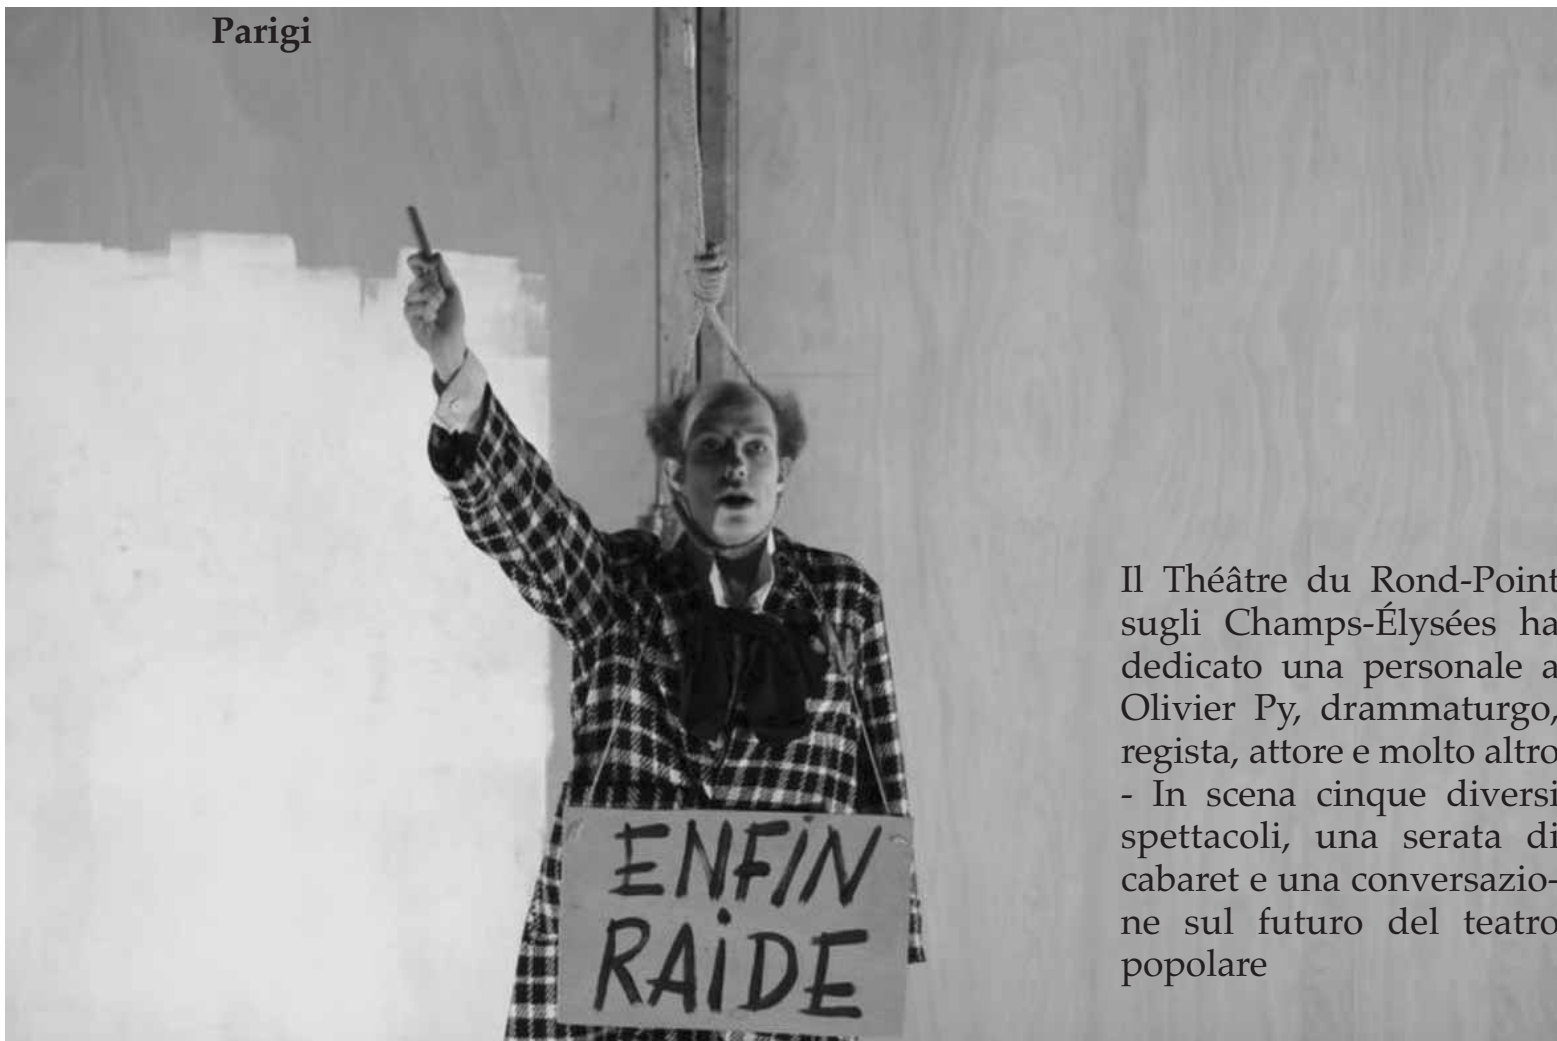 Parigi
ENFIN
RAiDE
Il Théâtre du Rond-Point
sugli Champs-Élysées ha
dedicato una personale a
Olivier Py, drammaturgo,
regista, attore e molto altro
- In scena cinque diversi
spettacoli, una serata di
cabaret e una conversazio-
ne sul futuro del teatro
popolare